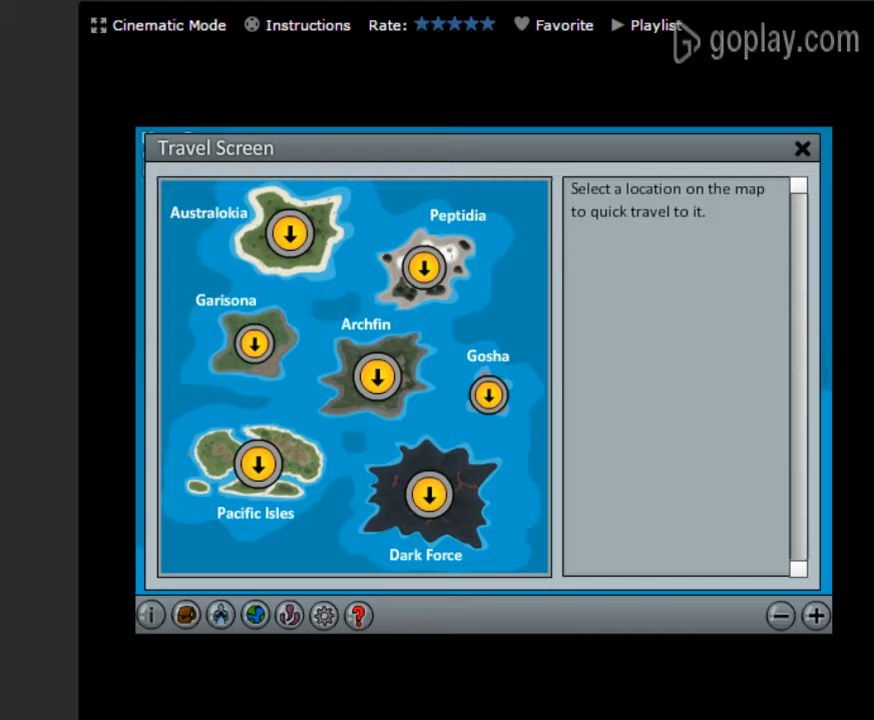 Cinematic Mode Instructions Rate: Favorite Playlist
goplay.com
Travel Screen
Australokia
Peptidia
Garisona
Archfin
Gosha
Pacific Isles
Dark Force
Select a location on the map
to quick travel to it.